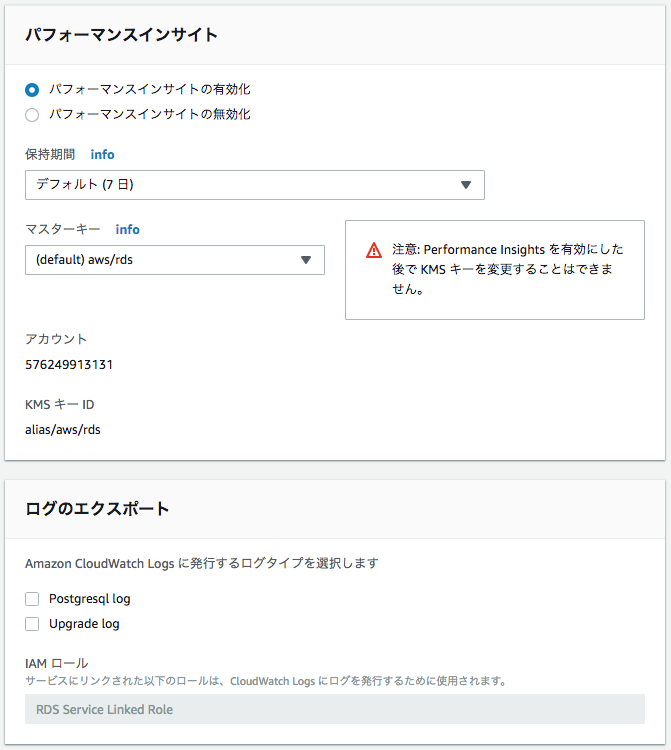 パフォーマンスインサイト
パフォーマンスインサイトの有効化
パフォーマンスインサイトの無効化
保持期間 info
デフォルト (7 日)
マスターキー info
(default) aws/rds
注意: Performance Insights を有効にした
後で KMS キーを変更することはできま
せん。
アカウント
576249913131
KMS キー ID
alias/aws/rds
ログのエクスポート
Amazon CloudWatch Logs に発行するログタイプを選択します
Postgresql log
Upgrade log
IAM ロール
サービスにリンクされた以下のロールは、CloudWatch Logs にログを発行するために使用されます。
RDS Service Linked Role